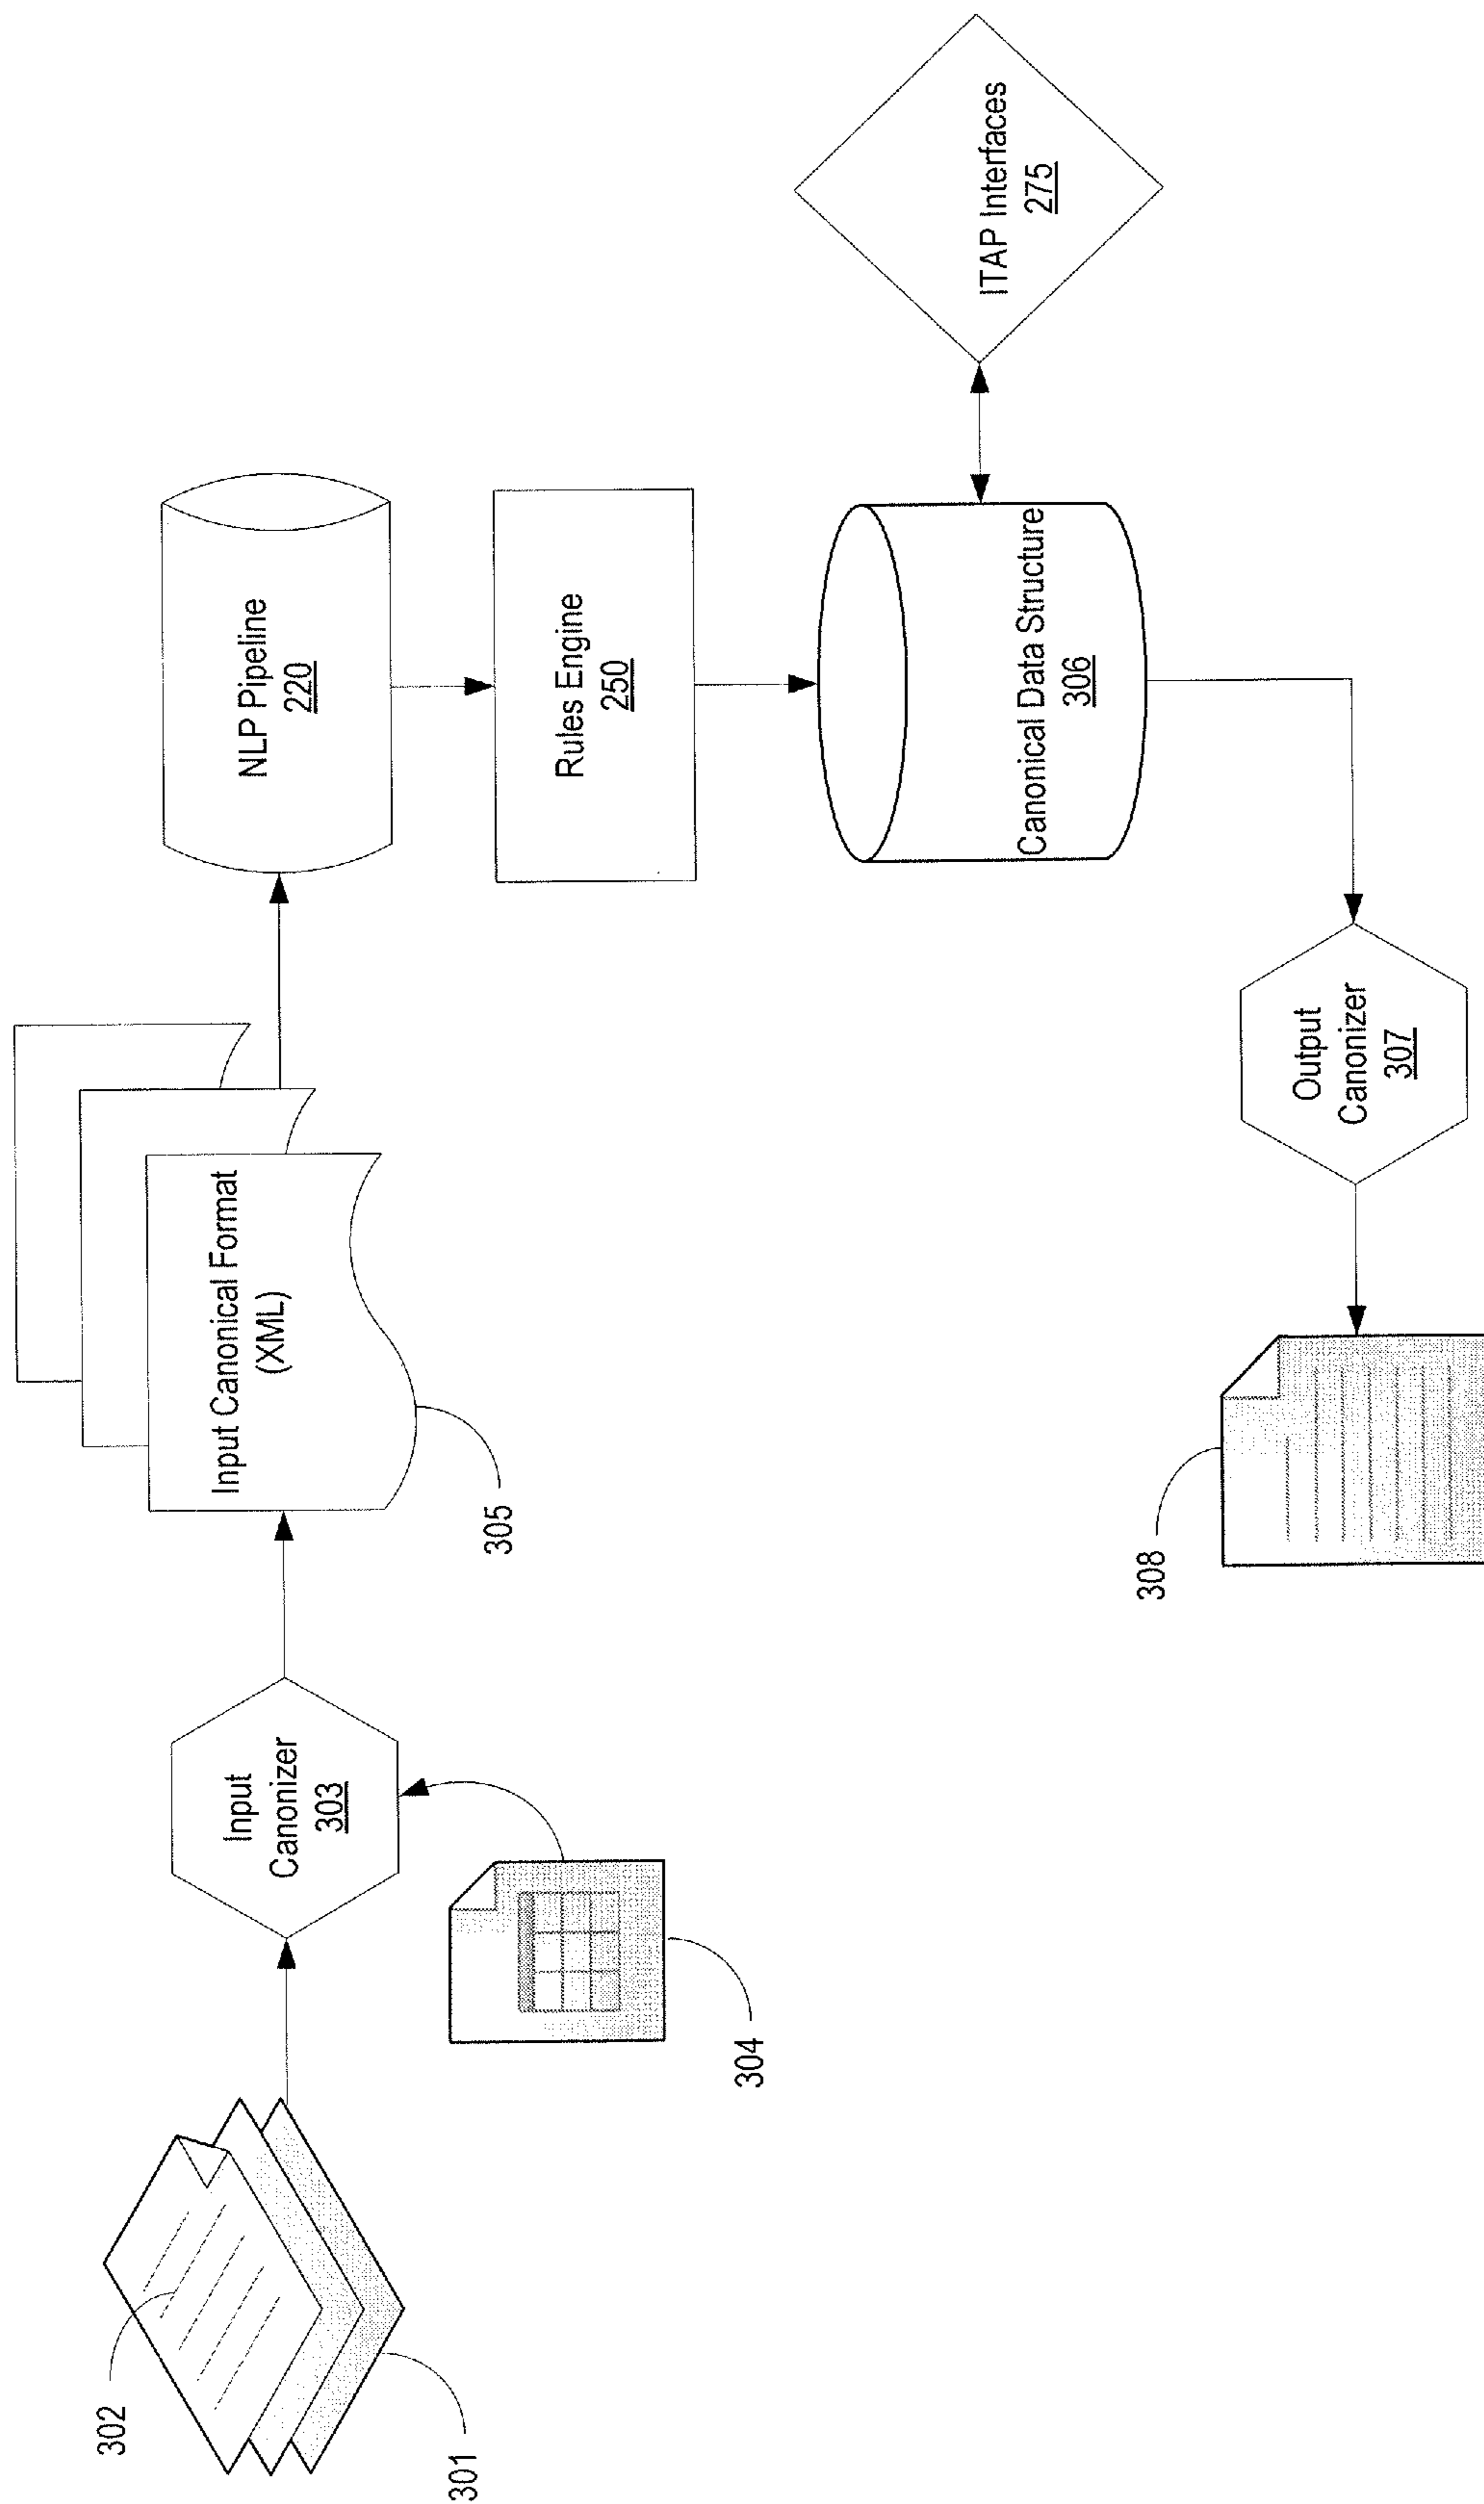 302
301
304
Input
Canonizer
303
305
Input Canonical Format
(XML)
NLP Pipeline
220
Rules Engine
250
Canonical Data Structure
306
ITAP Interfaces
275
Output
Canonizer
307
308